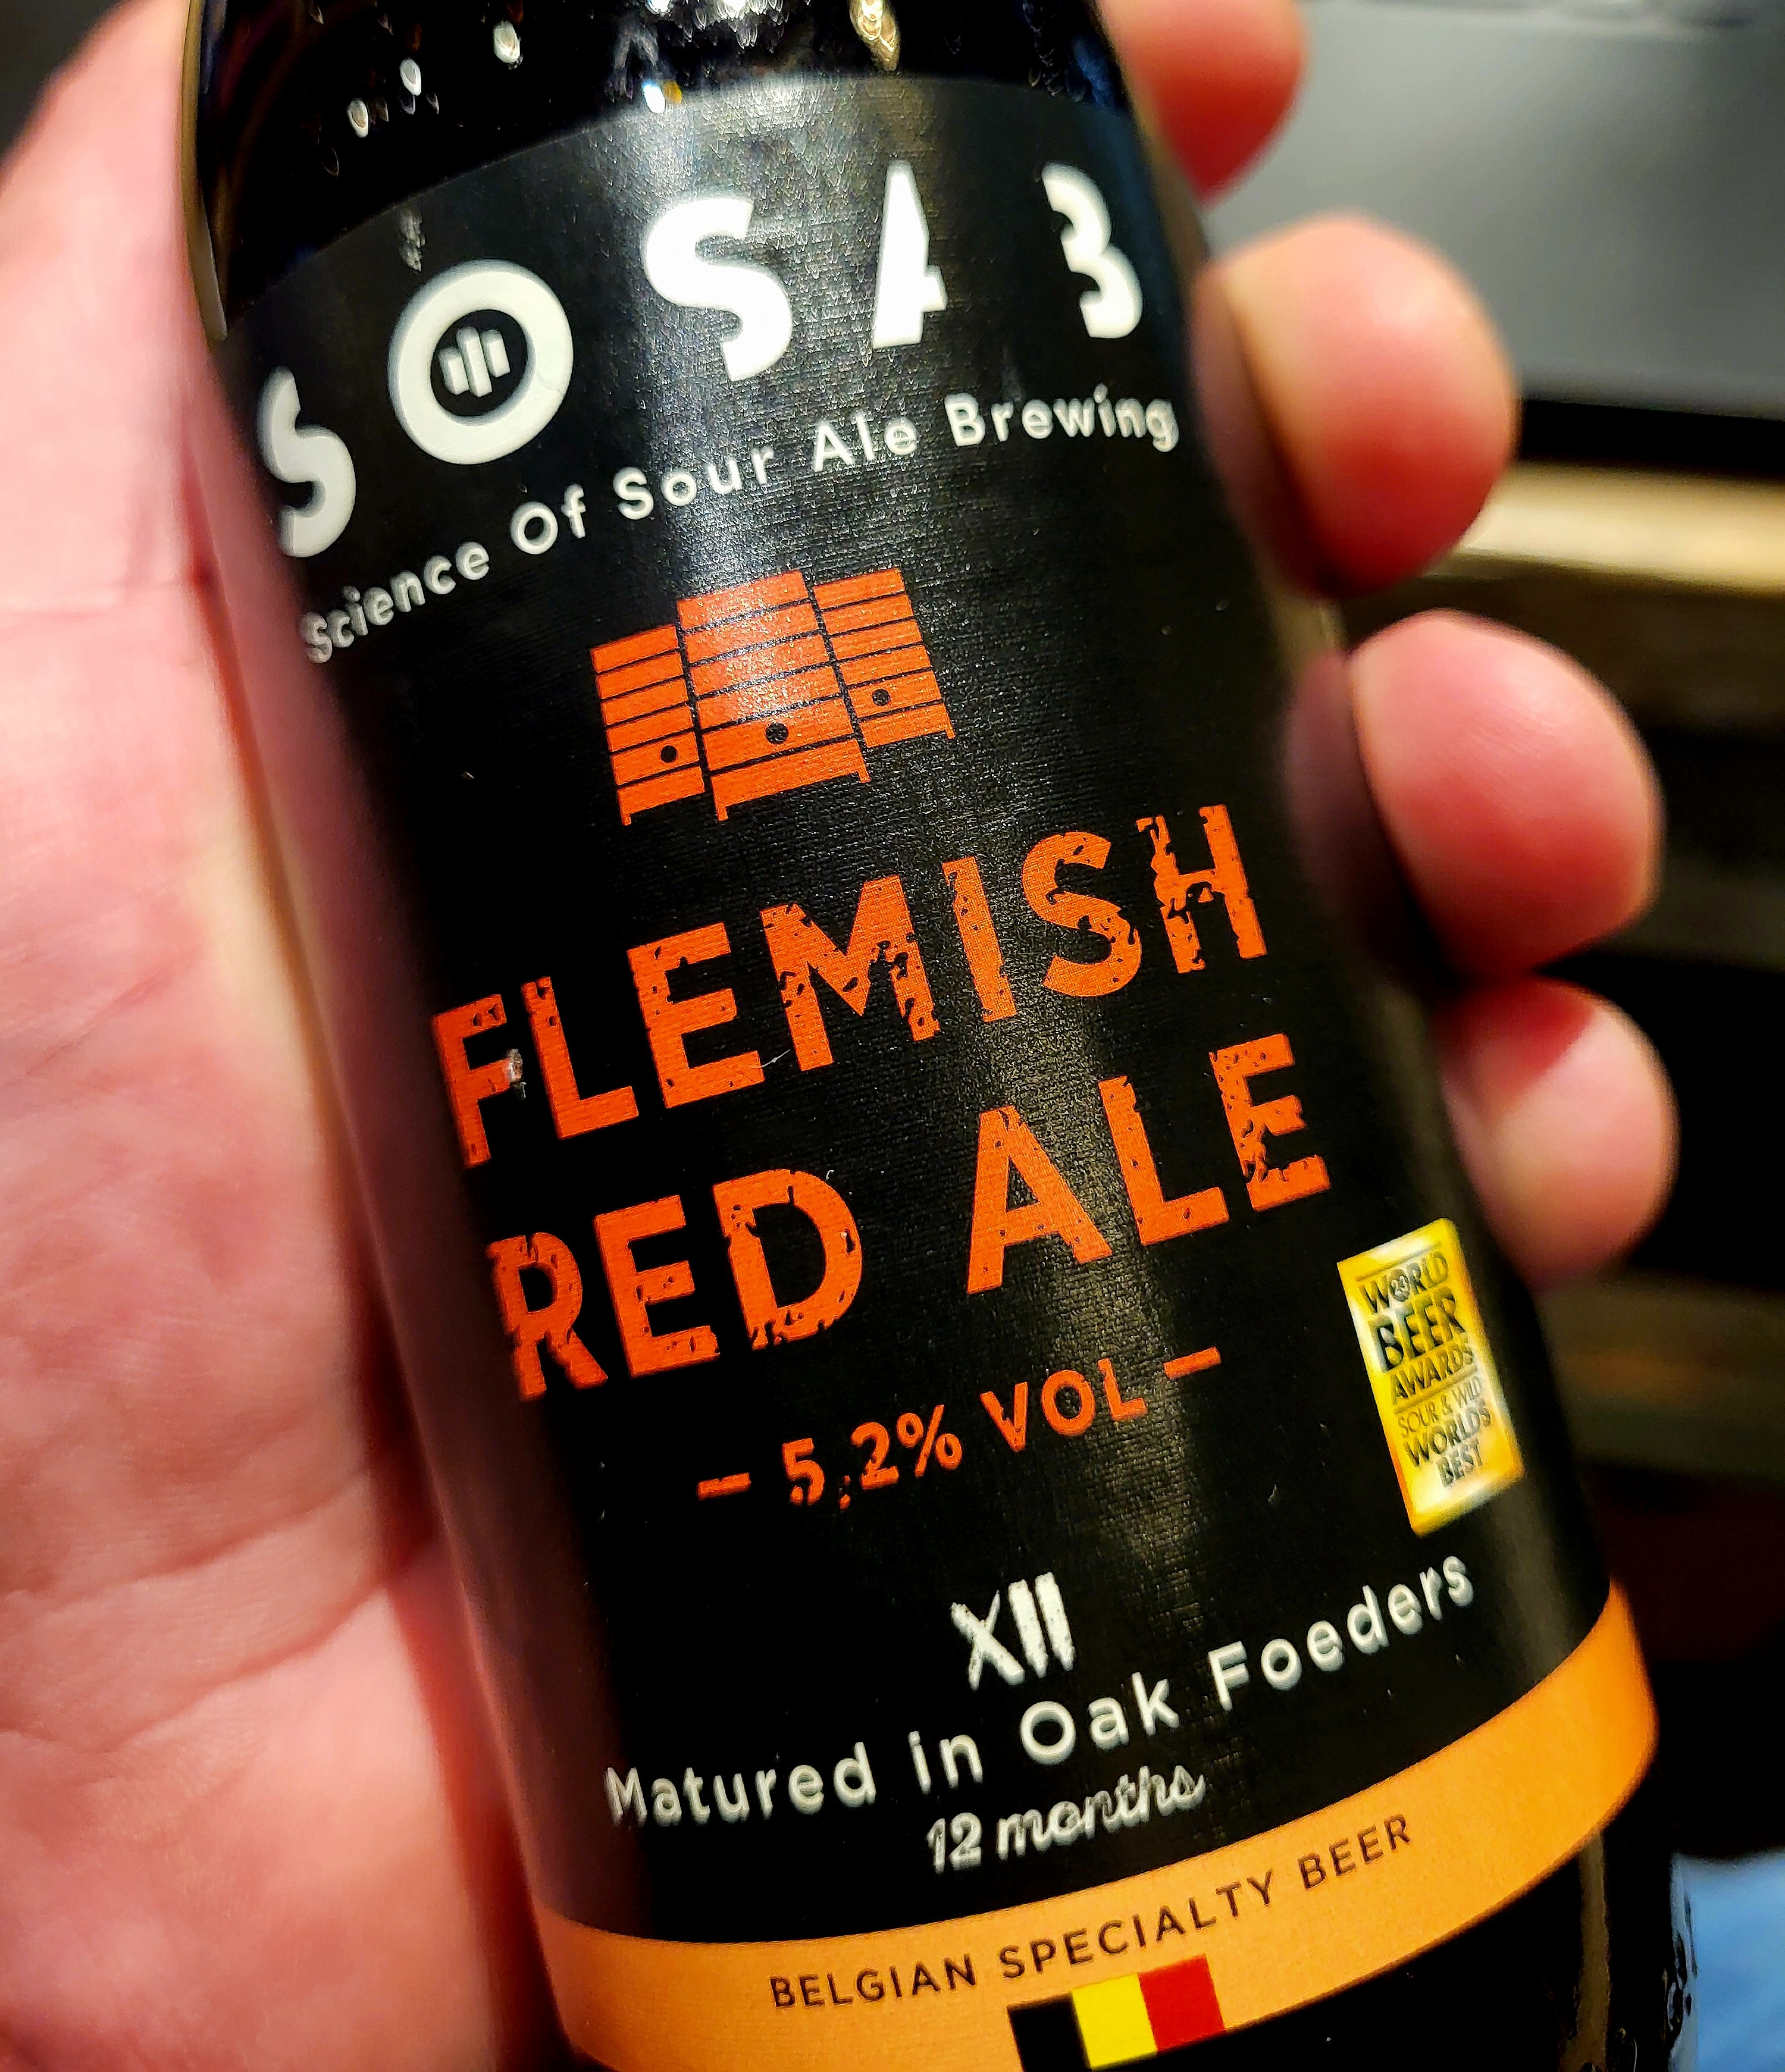 SOSAB
Science Of Sour Ale Brewing
FLEMISH
RED ALE
- 5,2% VOL -
WORLD
BEER
AWARDS
SOUR & WILD
WORLD'S
BEST
XII
Matured in Oak Foeders
12 months
BELGIAN SPECIALTY BEER